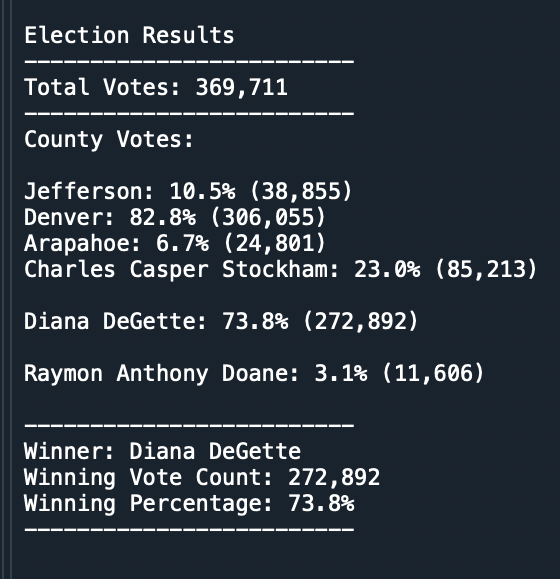 Election Results
-------------------------
Total Votes: 369,711
-------------------------
County Votes:
Jefferson: 10.5% (38,855)
Denver: 82.8% (306,055)
Arapahoe: 6.7% (24,801)
Charles Casper Stockham: 23.0% (85,213)
Diana DeGette: 73.8% (272,892)
Raymon Anthony Doane: 3.1% (11,606)
-------------------------
Winner: Diana DeGette
Winning Vote Count: 272,892
Winning Percentage: 73.8%
-------------------------